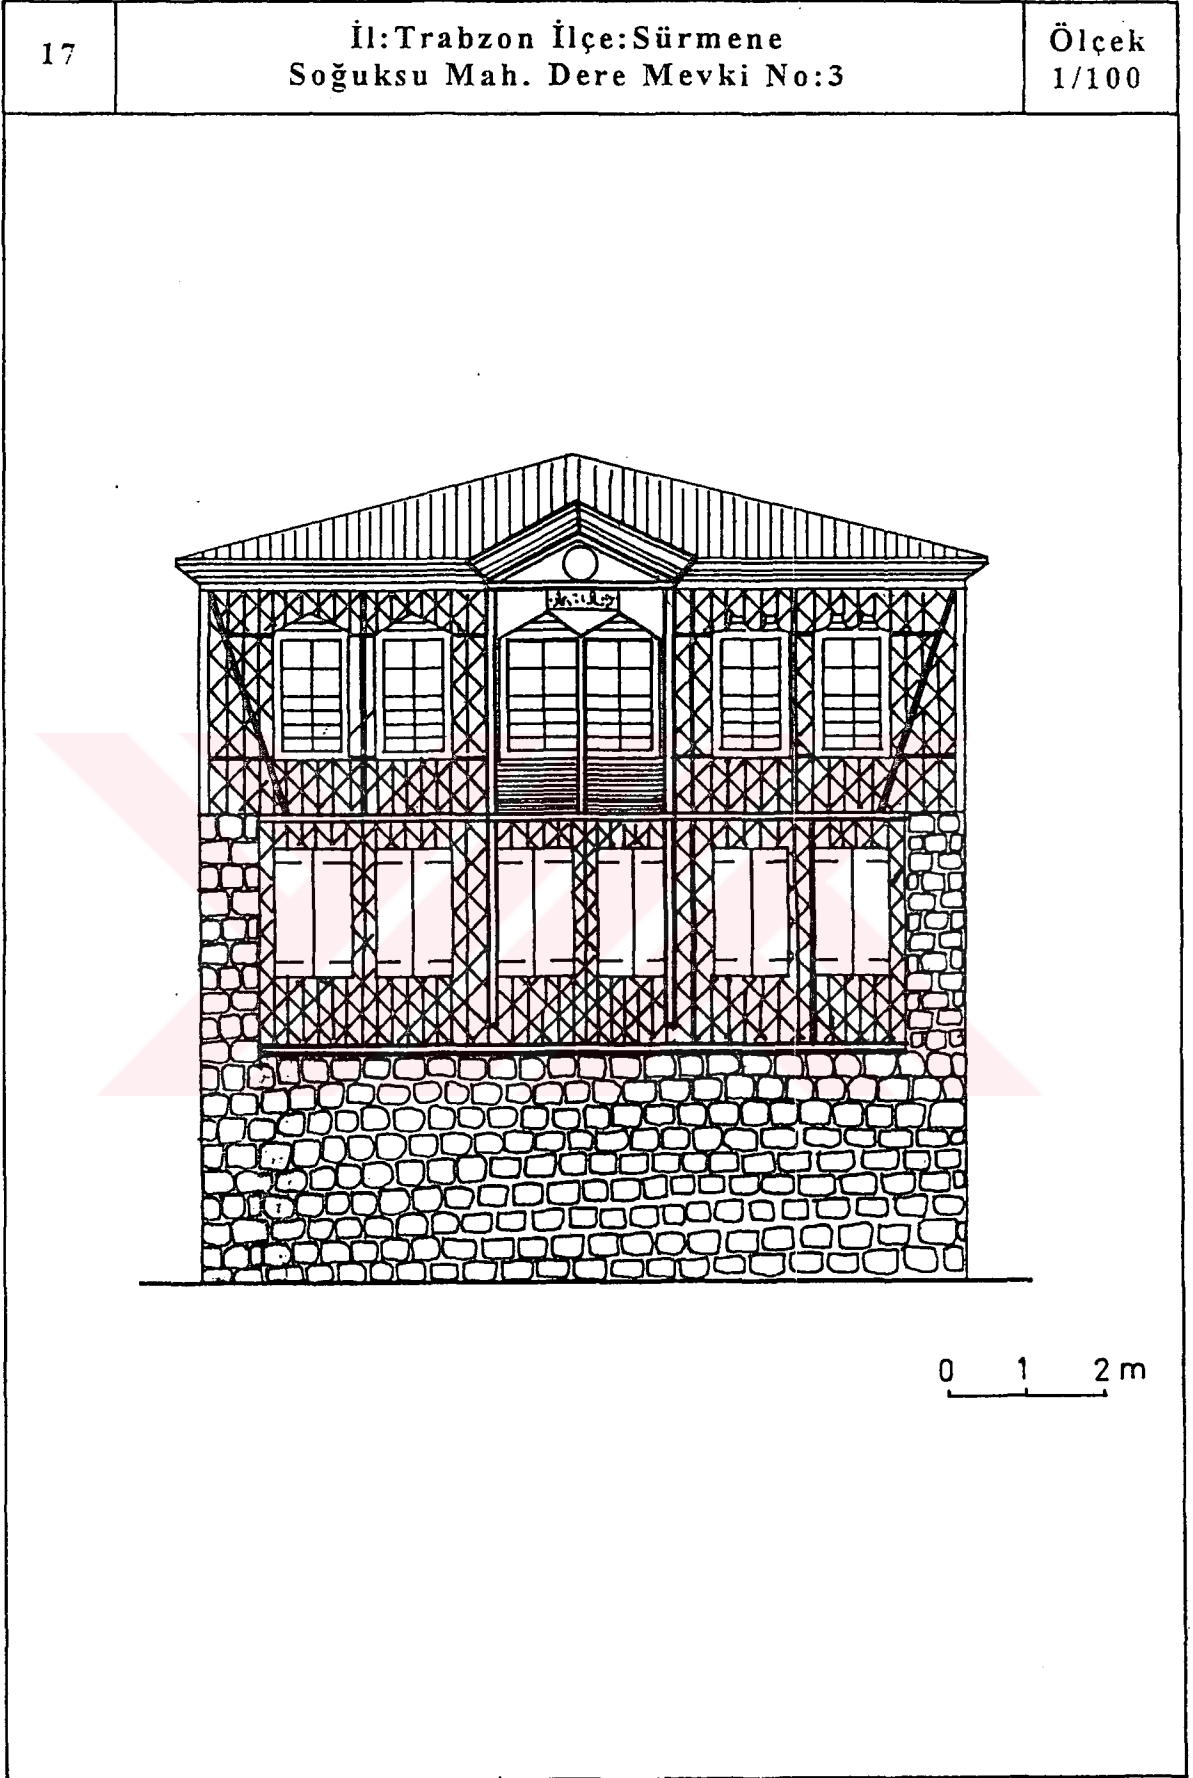 17
İl:Trabzon İlçe:Sürmene
Soğuksu Mah. Dere Mevki No:3
Ölçek
1/100
0 1 2 m